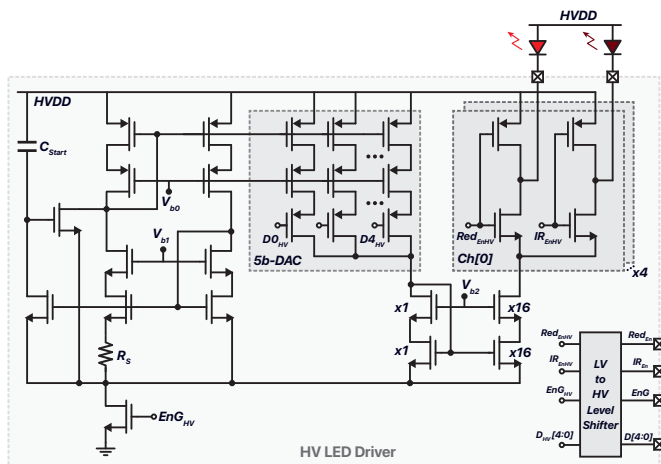 HVDD
HVDD
C_Start
V_b0
V_b1
D0_HV
D4_HV
5b-DAC
Red_EnHV
IR_EnHV
Ch[0]
x4
V_b2
x1
x16
x1
x16
R_S
EnG_HV
Red_EnHV
IR_EnHV
EnG_HV
D_HV[4:0]
LV
to
HV
Level
Shifter
Red_En
IR_En
EnG
D[4:0]
HV LED Driver